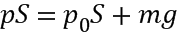 pS = p₀S + mg